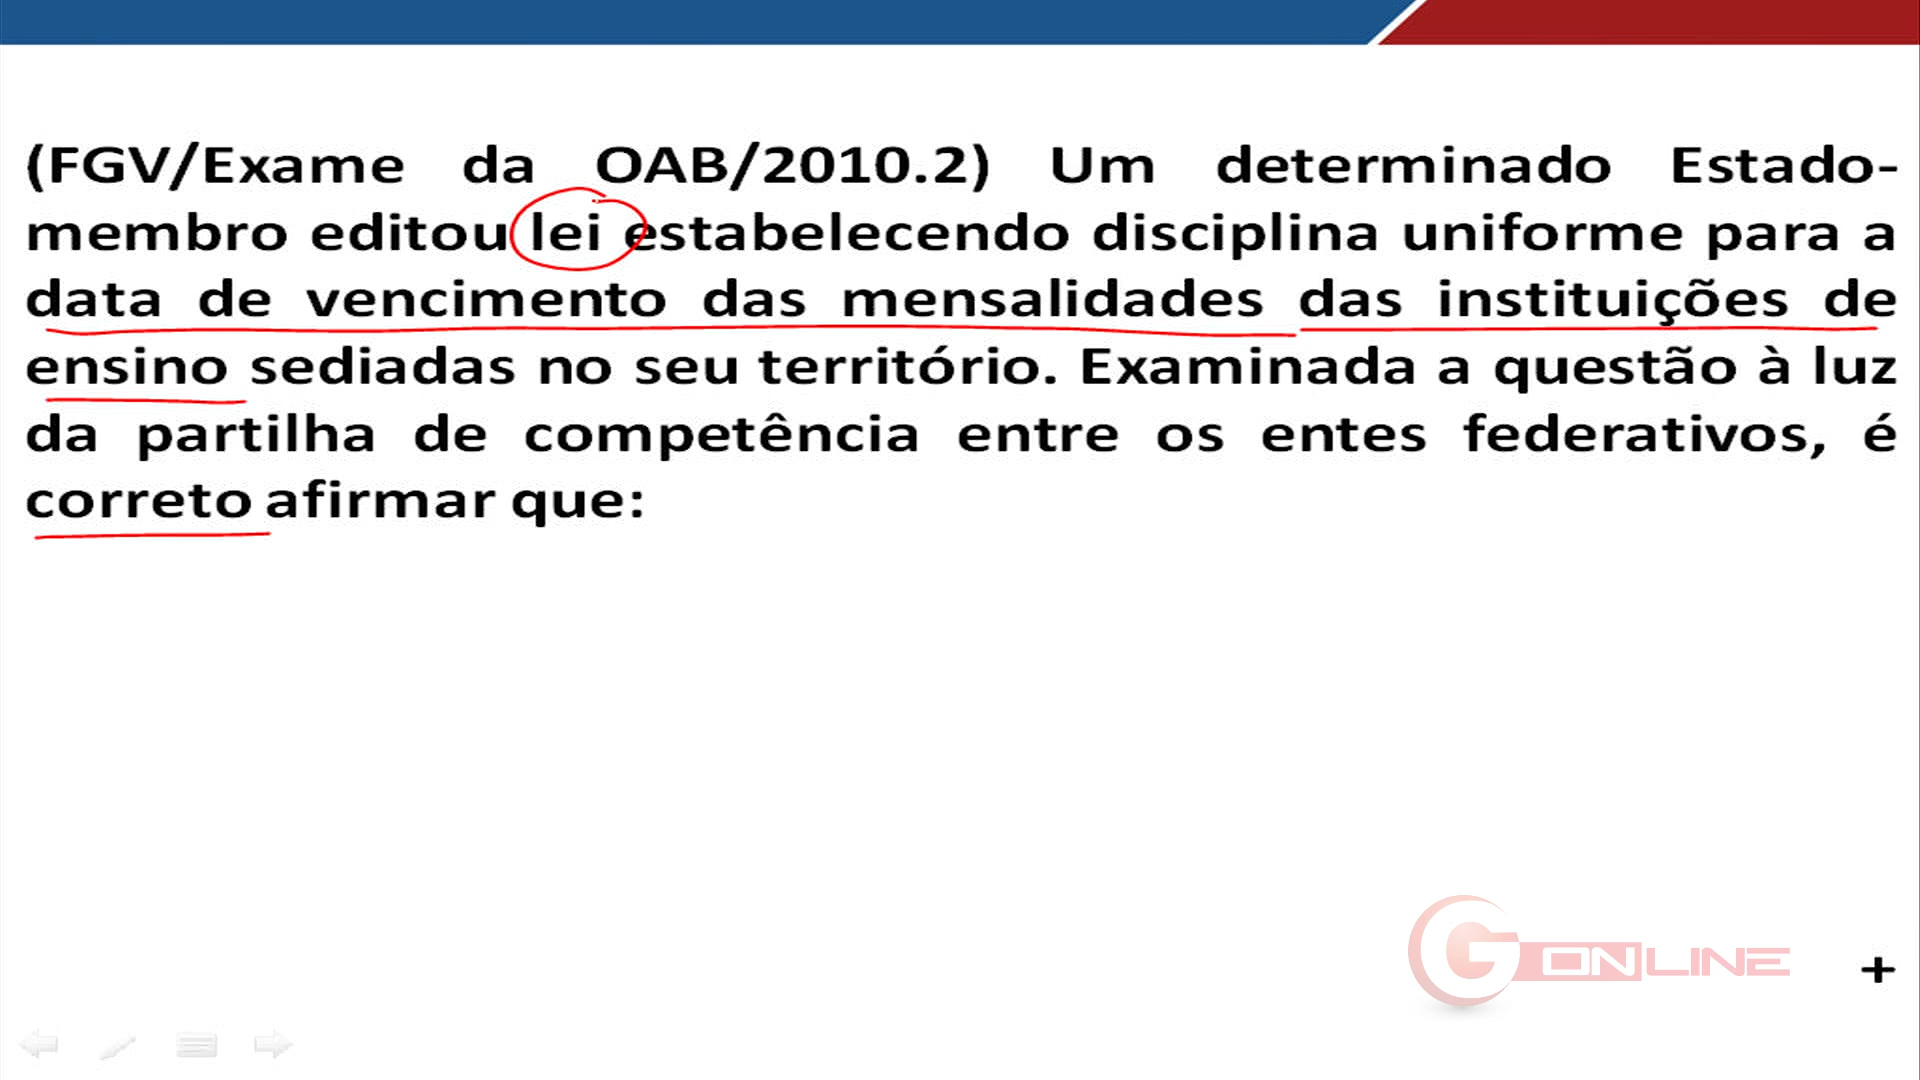 (FGV/Exame da OAB/2010.2) Um determinado Estado-
membro editou lei estabelecendo disciplina uniforme para a
data de vencimento das mensalidades das instituições de
ensino sediadas no seu território. Examinada a questão à luz
da partilha de competência entre os entes federativos, é
correto afirmar que:
G ONLINE
+